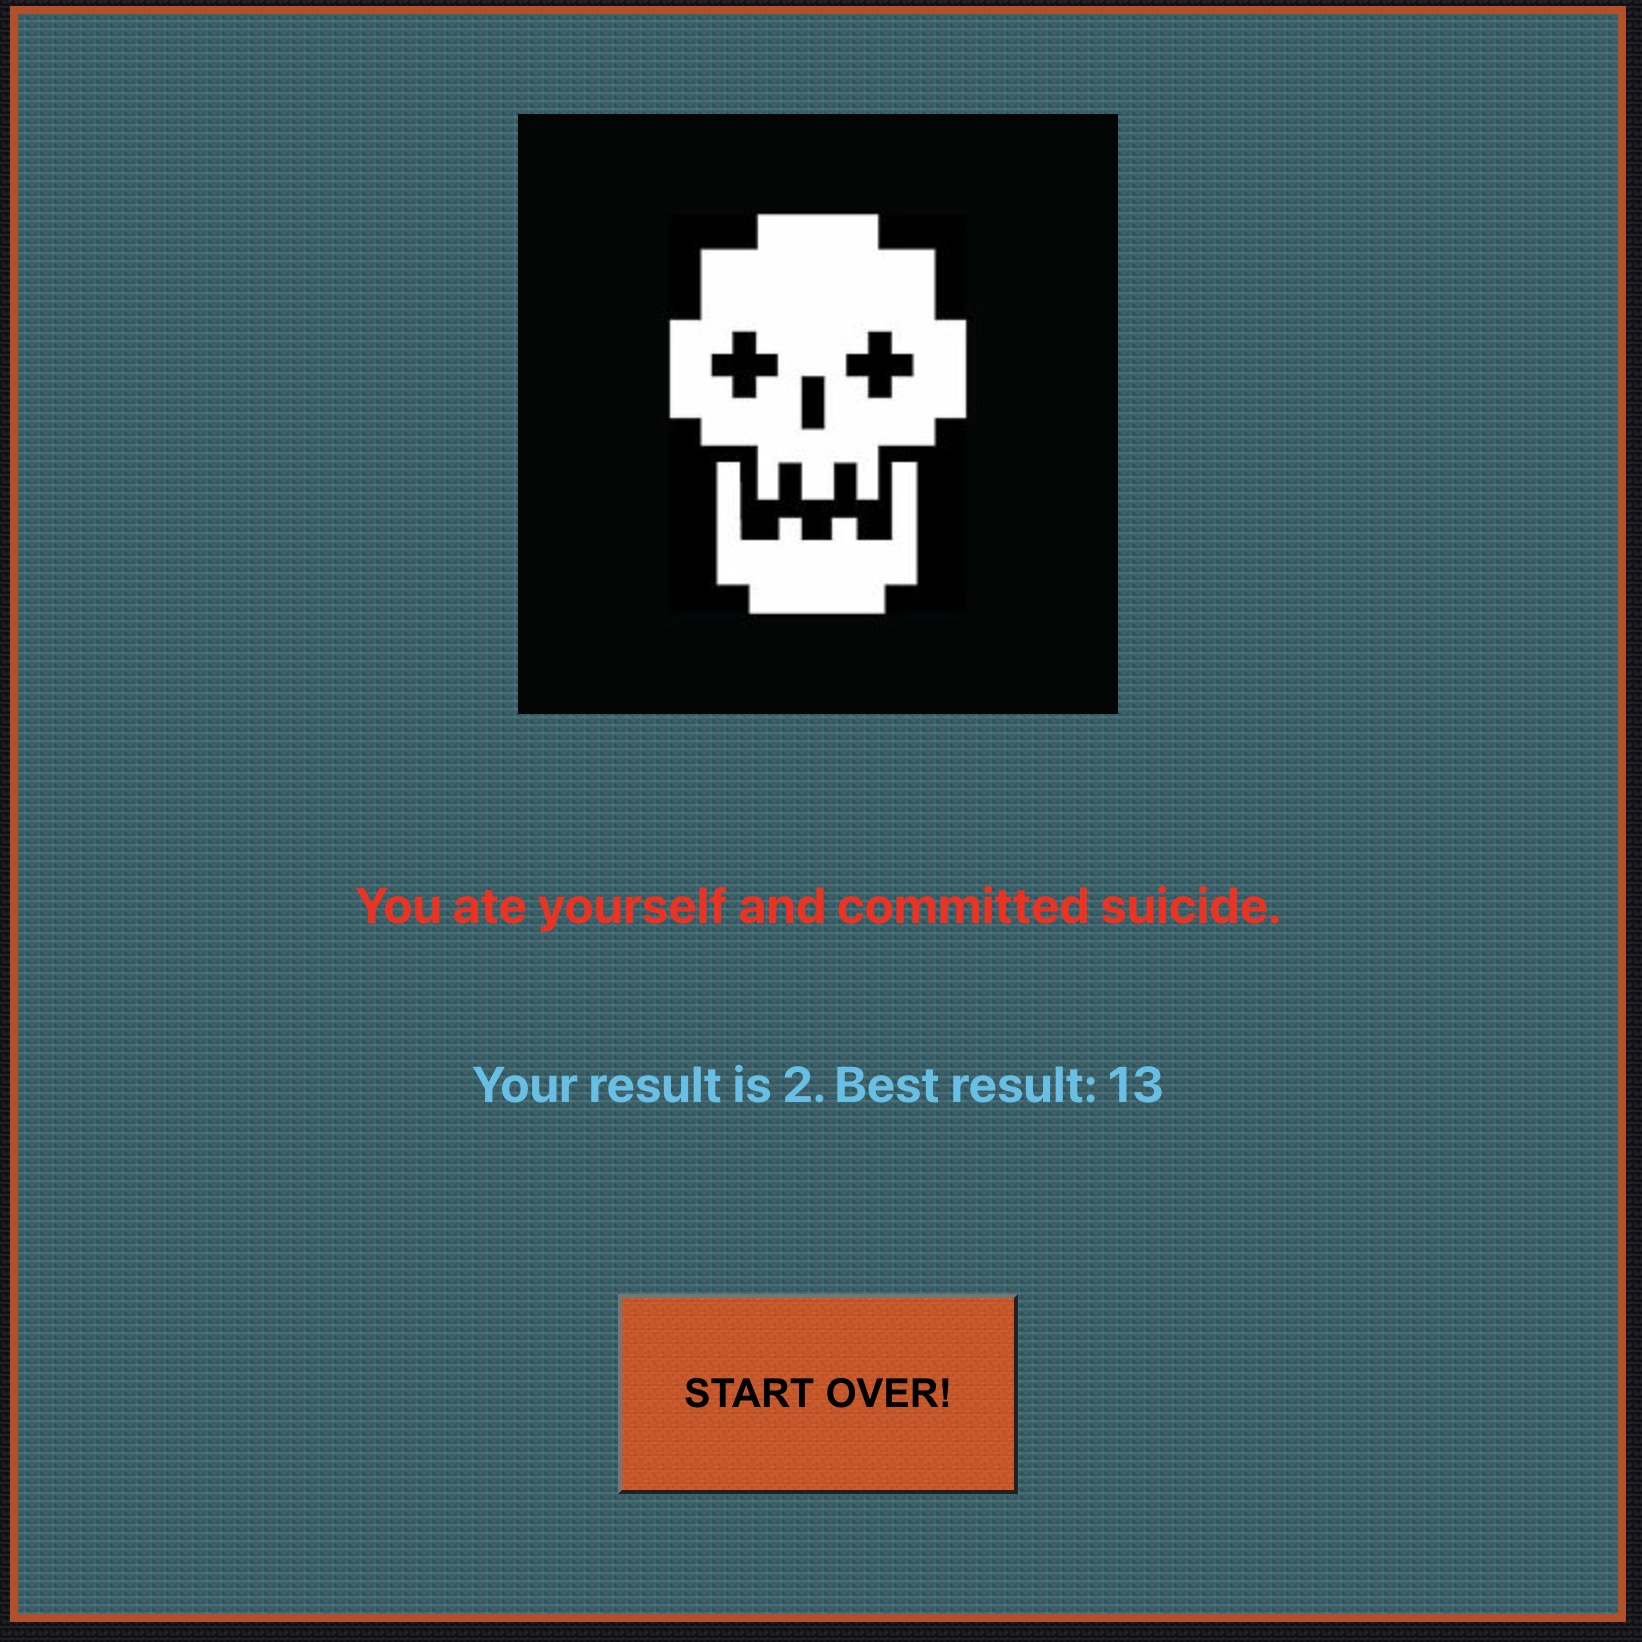 You ate yourself and committed suicide.
Your result is 2. Best result: 13
START OVER!